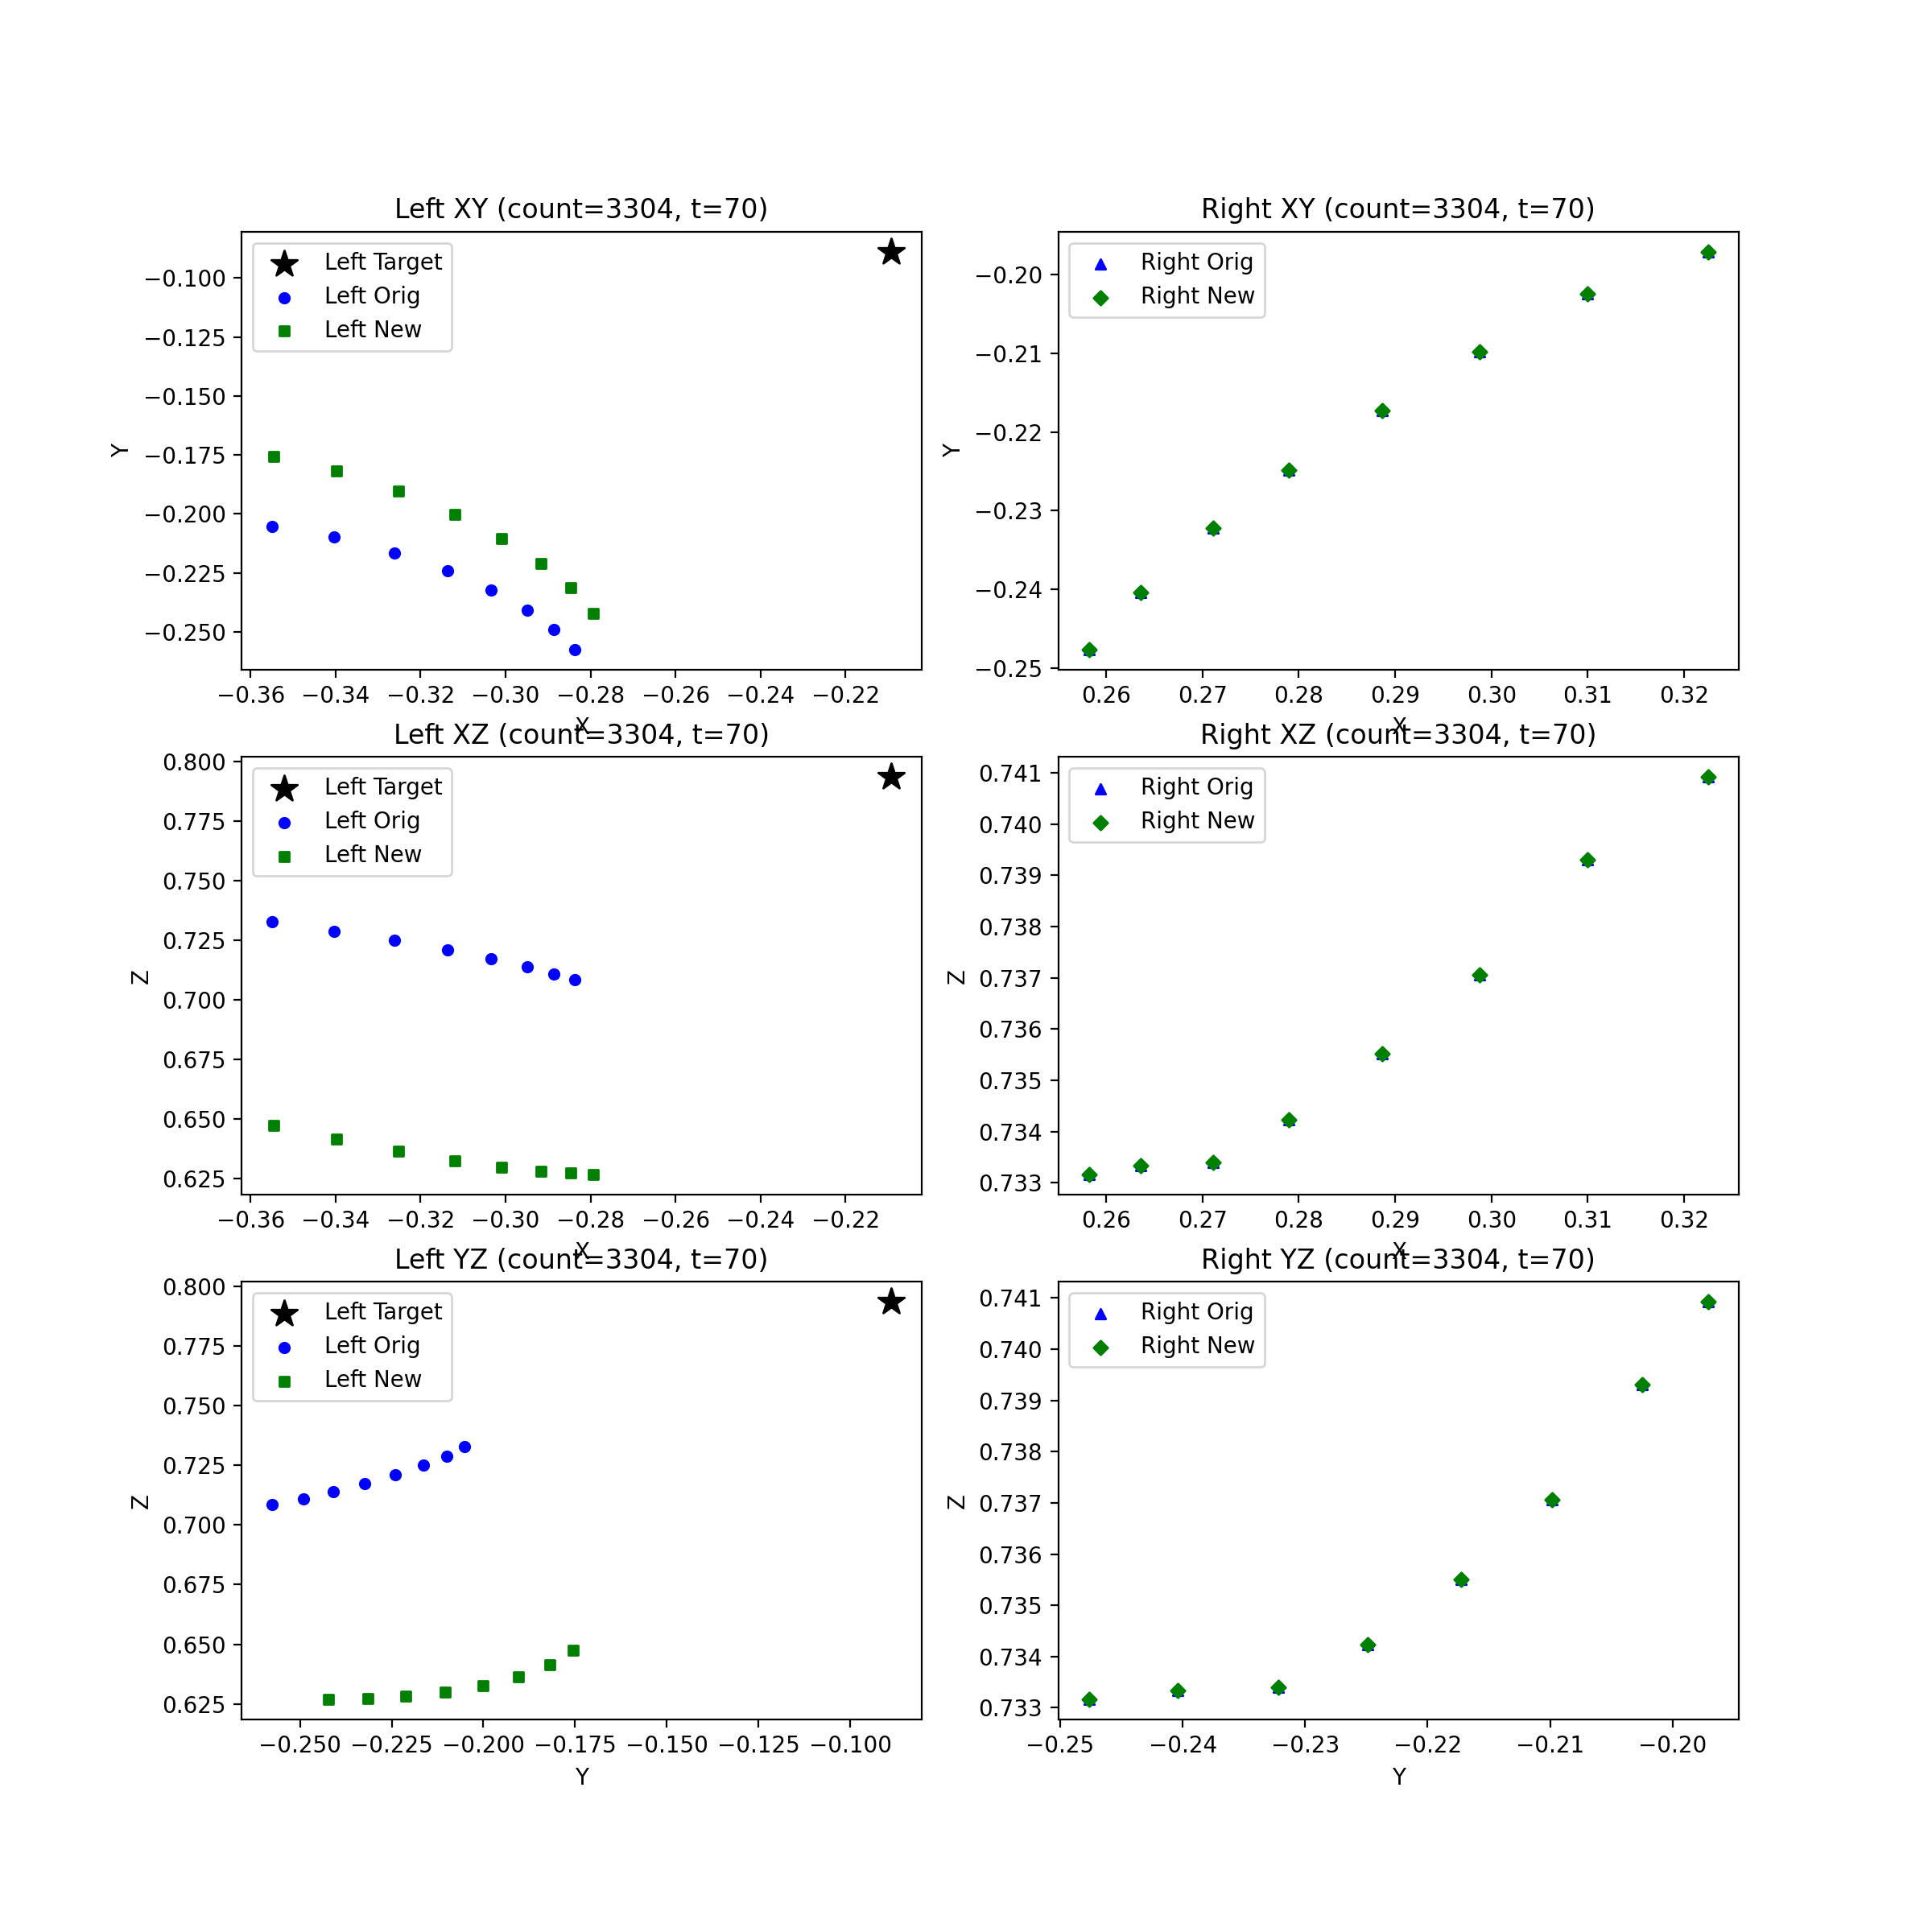 Left XY (count=3304, t=70)
Left Target
Left Orig
Left New
−0.100
−0.125
−0.150
−0.175
−0.200
−0.225
−0.250
Y
−0.36 −0.34 −0.32 −0.30 −0.28 −0.26 −0.24 −0.22
X
Right XY (count=3304, t=70)
Right Orig
Right New
−0.20
−0.21
−0.22
−0.23
−0.24
−0.25
Y
0.26 0.27 0.28 0.29 0.30 0.31 0.32
X
Left XZ (count=3304, t=70)
Left Target
Left Orig
Left New
0.800
0.775
0.750
0.725
0.700
0.675
0.650
0.625
Z
−0.36 −0.34 −0.32 −0.30 −0.28 −0.26 −0.24 −0.22
X
Right XZ (count=3304, t=70)
Right Orig
Right New
0.741
0.740
0.739
0.738
0.737
0.736
0.735
0.734
0.733
Z
0.26 0.27 0.28 0.29 0.30 0.31 0.32
X
Left YZ (count=3304, t=70)
Left Target
Left Orig
Left New
0.800
0.775
0.750
0.725
0.700
0.675
0.650
0.625
Z
−0.250 −0.225 −0.200 −0.175 −0.150 −0.125 −0.100
Y
Right YZ (count=3304, t=70)
Right Orig
Right New
0.741
0.740
0.739
0.738
0.737
0.736
0.735
0.734
0.733
Z
−0.25 −0.24 −0.23 −0.22 −0.21 −0.20
Y